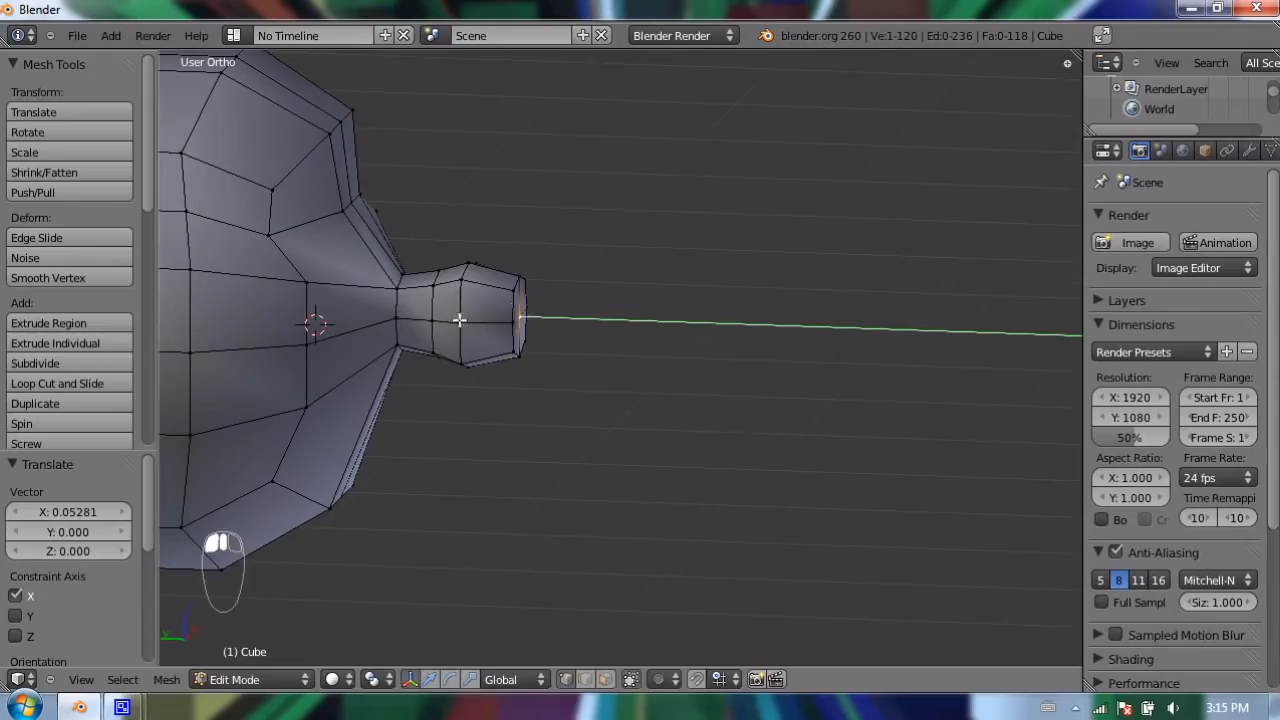 Blender
File Add Render Help No Timeline Scene Blender Render blender.org 260 | Ve:1-120 | Ed:0-236 | Fa:0-118 | Cube
User Ortho
View Search All Sce
RenderLayer
World
Scene
Render
Image Animation
Display: Image Editor
Layers
Dimensions
Render Presets
Resolution: Frame Range:
X: 1920 Start Fr: 1
Y: 1080 End F: 250
50% Frame S: 1
Aspect Ratio: Frame Rate:
X: 1.000 24 fps
Y: 1.000 Time Remappi
Bo Cr 10 10
Anti-Aliasing
5 8 11 16 Mitchell-N
Full Sampl Siz: 1.000
Sampled Motion Blur
Shading
Performance
Mesh Tools
Transform:
Translate
Rotate
Scale
Shrink/Fatten
Push/Pull
Deform:
Edge Slide
Noise
Smooth Vertex
Add:
Extrude Region
Extrude Individual
Subdivide
Loop Cut and Slide
Duplicate
Spin
Screw
Translate
Vector
X: 0.05281
Y: 0.000
Z: 0.000
Constraint Axis
X
Y
Z
Orientation
y
(1) Cube
View Select Mesh Edit Mode Global
3:15 PM